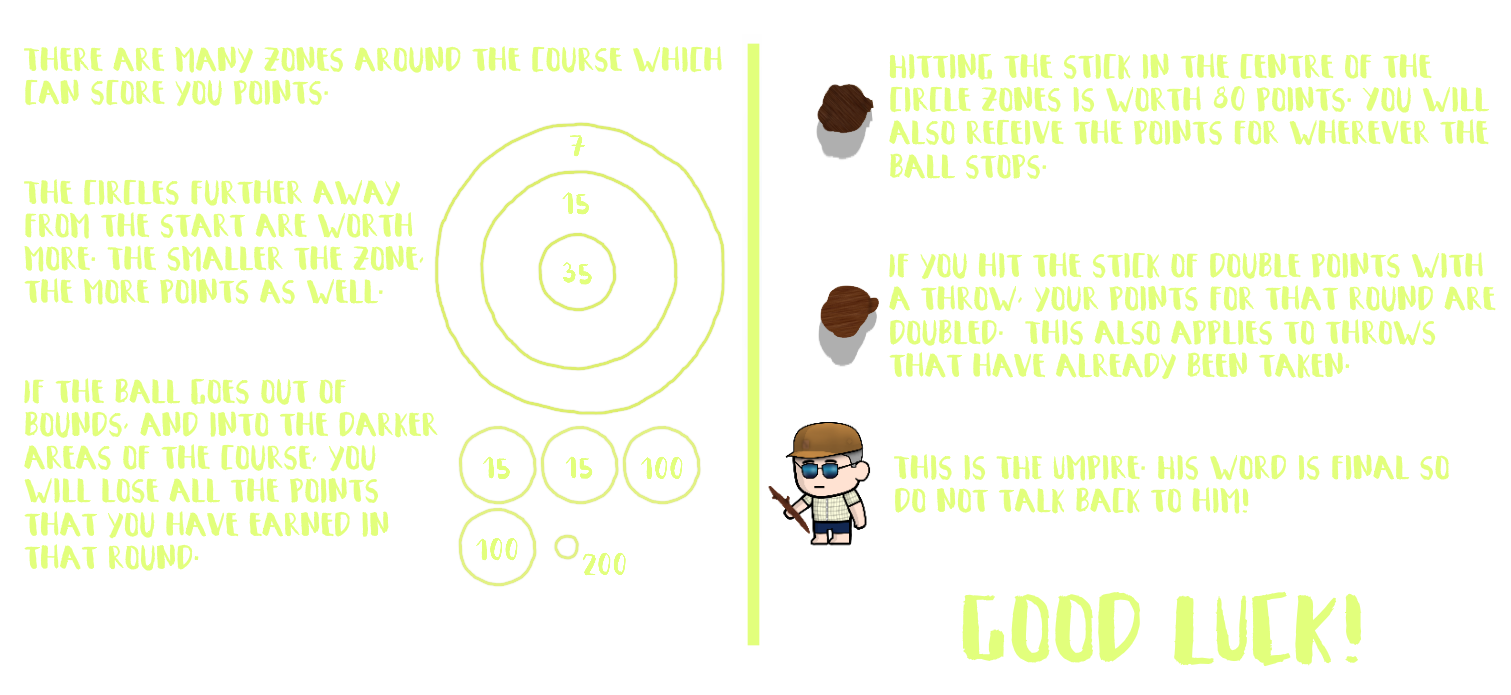 THERE ARE MANY ZONES AROUND THE COURSE WHICH
CAN SCORE YOU POINTS.
THE CIRCLES FURTHER AWAY
FROM THE START ARE WORTH
MORE. THE SMALLER THE ZONE,
THE MORE POINTS AS WELL.
IF THE BALL GOES OUT OF
BOUNDS, AND INTO THE DARKER
AREAS OF THE COURSE, YOU
WILL LOSE ALL THE POINTS
THAT YOU HAVE EARNED IN
THAT ROUND.
7
15
35
15 15 100
100 200
HITTING THE STICK IN THE CENTRE OF THE
CIRCLE ZONES IS WORTH 80 POINTS. YOU WILL
ALSO RECEIVE THE POINTS FOR WHEREVER THE
BALL STOPS.
IF YOU HIT THE STICK OF DOUBLE POINTS WITH
A THROW, YOUR POINTS FOR THAT ROUND ARE
DOUBLED. THIS ALSO APPLIES TO THROWS
THAT HAVE ALREADY BEEN TAKEN.
THIS IS THE UMPIRE. HIS WORD IS FINAL SO
DO NOT TALK BACK TO HIM!
GOOD LUCK!